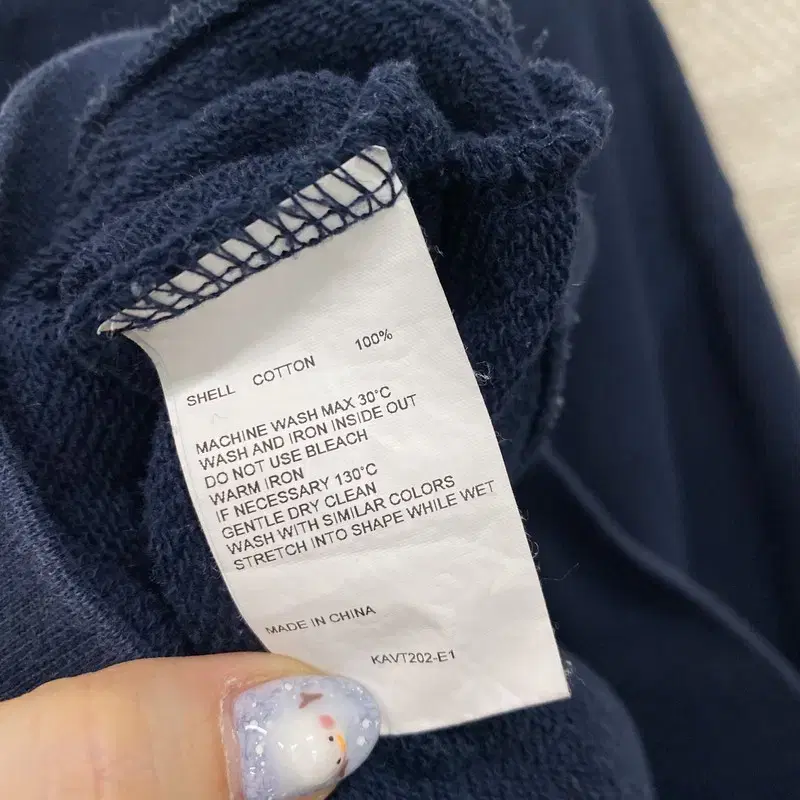 SHELL COTTON 100%
MACHINE WASH MAX 30°C
WASH AND IRON INSIDE OUT
DO NOT USE BLEACH
WARM IRON
IF NECESSARY 130°C
GENTLE DRY CLEAN
WASH WITH SIMILAR COLORS
STRETCH INTO SHAPE WHILE WET
MADE IN CHINA
KAVT202-E1